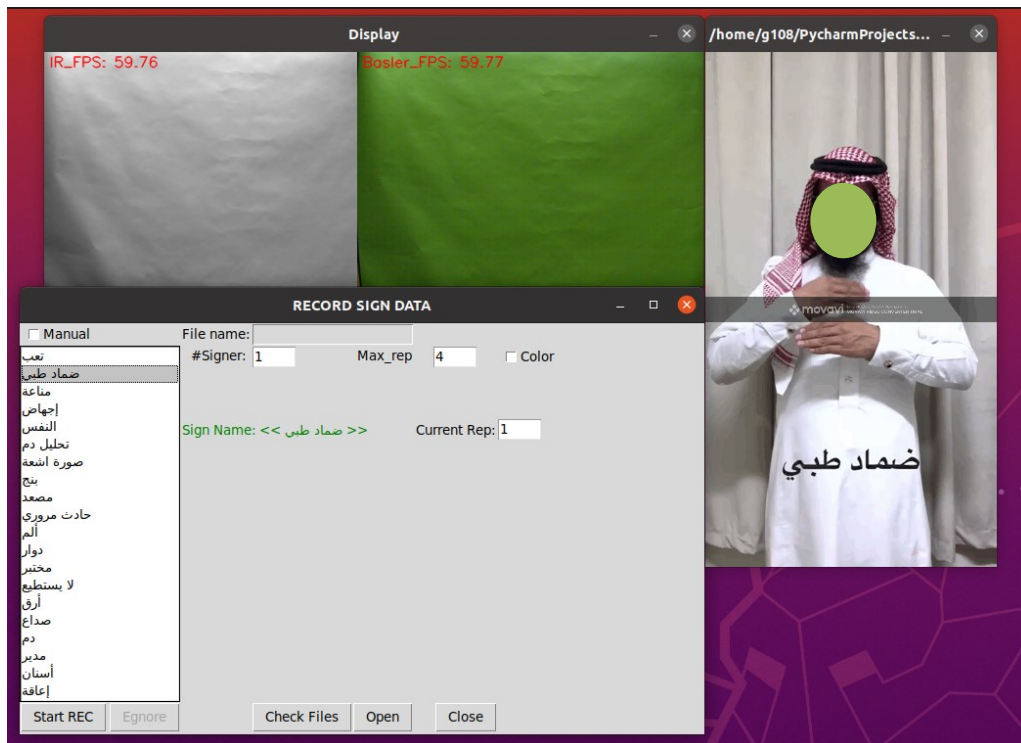 Display
/home/g108/PycharmProjects...
IR_FPS: 59.76
Basler_FPS: 59.77
movavi
ضماد طبي
RECORD SIGN DATA
Manual
File name:
#Signer: 1
Max_rep 4
Color
Sign Name: << ضماد طبي >>
Current Rep: 1
تعب
ضماد طبي
مناعة
إجهاض
النفس
تحليل دم
صورة اشعة
بنج
مصعد
حادث مروري
ألم
دوار
مختبر
لا يستطيع
أرق
صداع
دم
مدير
أسنان
إعاقة
Start REC
Egnore
Check Files
Open
Close